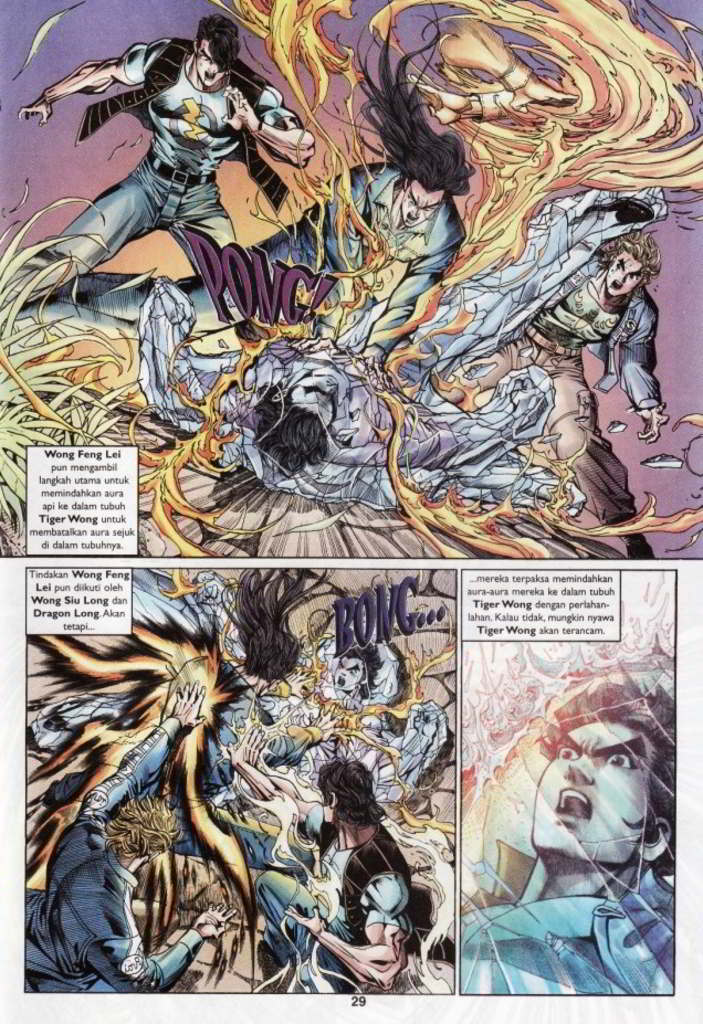 PONG!
Wong Feng Lei
pun mengambil
langkah utama untuk
memindahkan aura
api ke dalam tubuh
Tiger Wong untuk
membatalkan aura sejuk
di dalam tubuhnya.
Tindakan Wong Feng
Lei pun diikuti oleh
Wong Siu Long dan
Dragon Long. Akan
tetapi...
BONG...
...mereka terpaksa memindahkan
aura-aura mereka ke dalam tubuh
Tiger Wong dengan perlahan-
lahan. Kalau tidak, mungkin nyawa
Tiger Wong akan terancam.
29